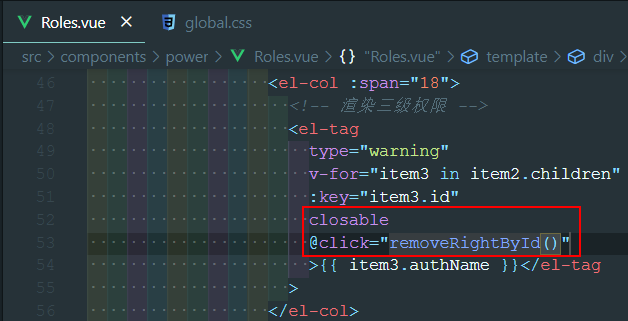 Roles.vue × global.css
src > components > power > Roles.vue > {} "Roles.vue" > template > div
46 <el-col :span="18">
47 <!-- 渲染三级权限 -->
48 <el-tag
49 type="warning"
50 v-for="item3 in item2.children"
51 :key="item3.id"
52 closable
53 @click="removeRightById()"
54 >{{ item3.authName }}</el-tag
55 >
56 </el-col>